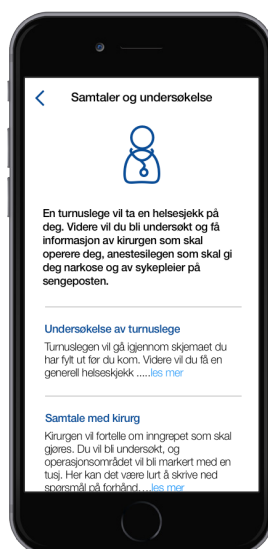 Samtaler og undersøkelse
En turnuslege vil ta en helsesjekk på
deg. Videre vil du bli undersøkt og få
informasjon av kirurgen som skal
operere deg, anestesilegen som skal gi
deg narkose og av sykepleier på
sengeposten.
Undersøkelse av turnuslege
Turnuslegen vil gå igjennom skjemaet du
har fylt ut før du kom. Videre vil du få en
generell helseskjekk .....les mer
Samtale med kirurg
Kirurgen vil fortelle om inngrepet som skal
gjøres. Du vil bli undersøkt, og
operasjonsområdet vil bli markert med en
tusj. Her kan det være lurt å skrive ned
spørsmål på forhånd....les mer